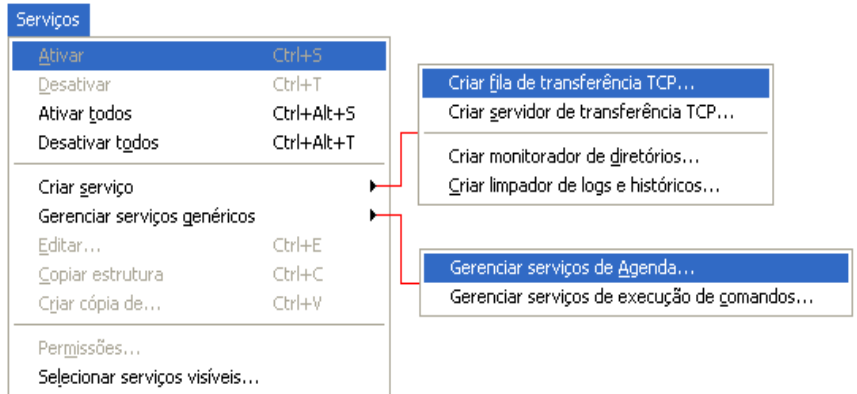 Serviços
Ativar Ctrl+S
Desativar Ctrl+T
Ativar todos Ctrl+Alt+S
Desativar todos Ctrl+Alt+T
Criar serviço
Gerenciar serviços genéricos
Editar... Ctrl+E
Copiar estrutura Ctrl+C
Criar cópia de... Ctrl+V
Permissões...
Selecionar serviços visíveis...
Criar fila de transferência TCP...
Criar servidor de transferência TCP...
Criar monitorador de diretórios...
Criar limpador de logs e históricos...
Gerenciar serviços de Agenda...
Gerenciar serviços de execução de comandos...